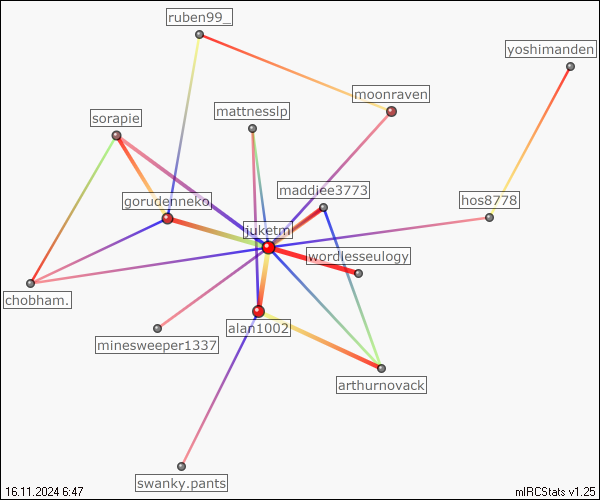 ruben99_
yoshimanden
moonraven
mattnesslp
sorapie
maddiee3773
gorudenneko
hos8778
juketm
wordlesseulogy
chobham.
alan1002
minesweeper1337
arthurnovack
swanky.pants
16.11.2024 6:47
mIRCStats v1.25